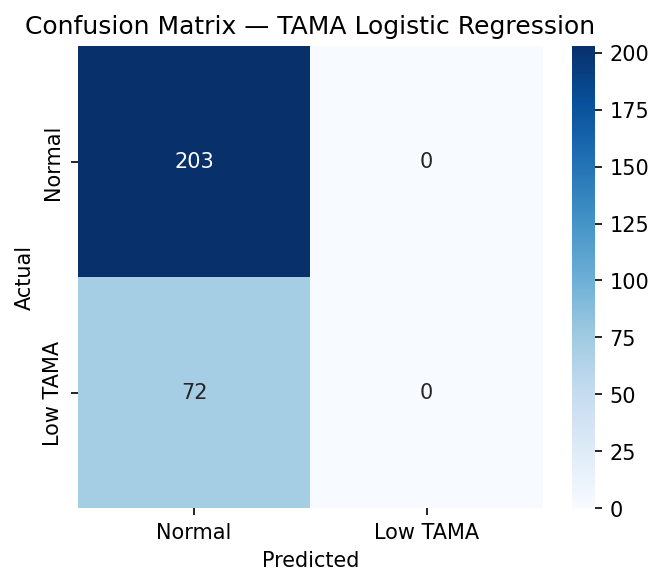 Confusion Matrix — TAMA Logistic Regression
Actual
Normal
203
0
Low TAMA
72
0
Normal
Low TAMA
Predicted
200
175
150
125
100
75
50
25
0